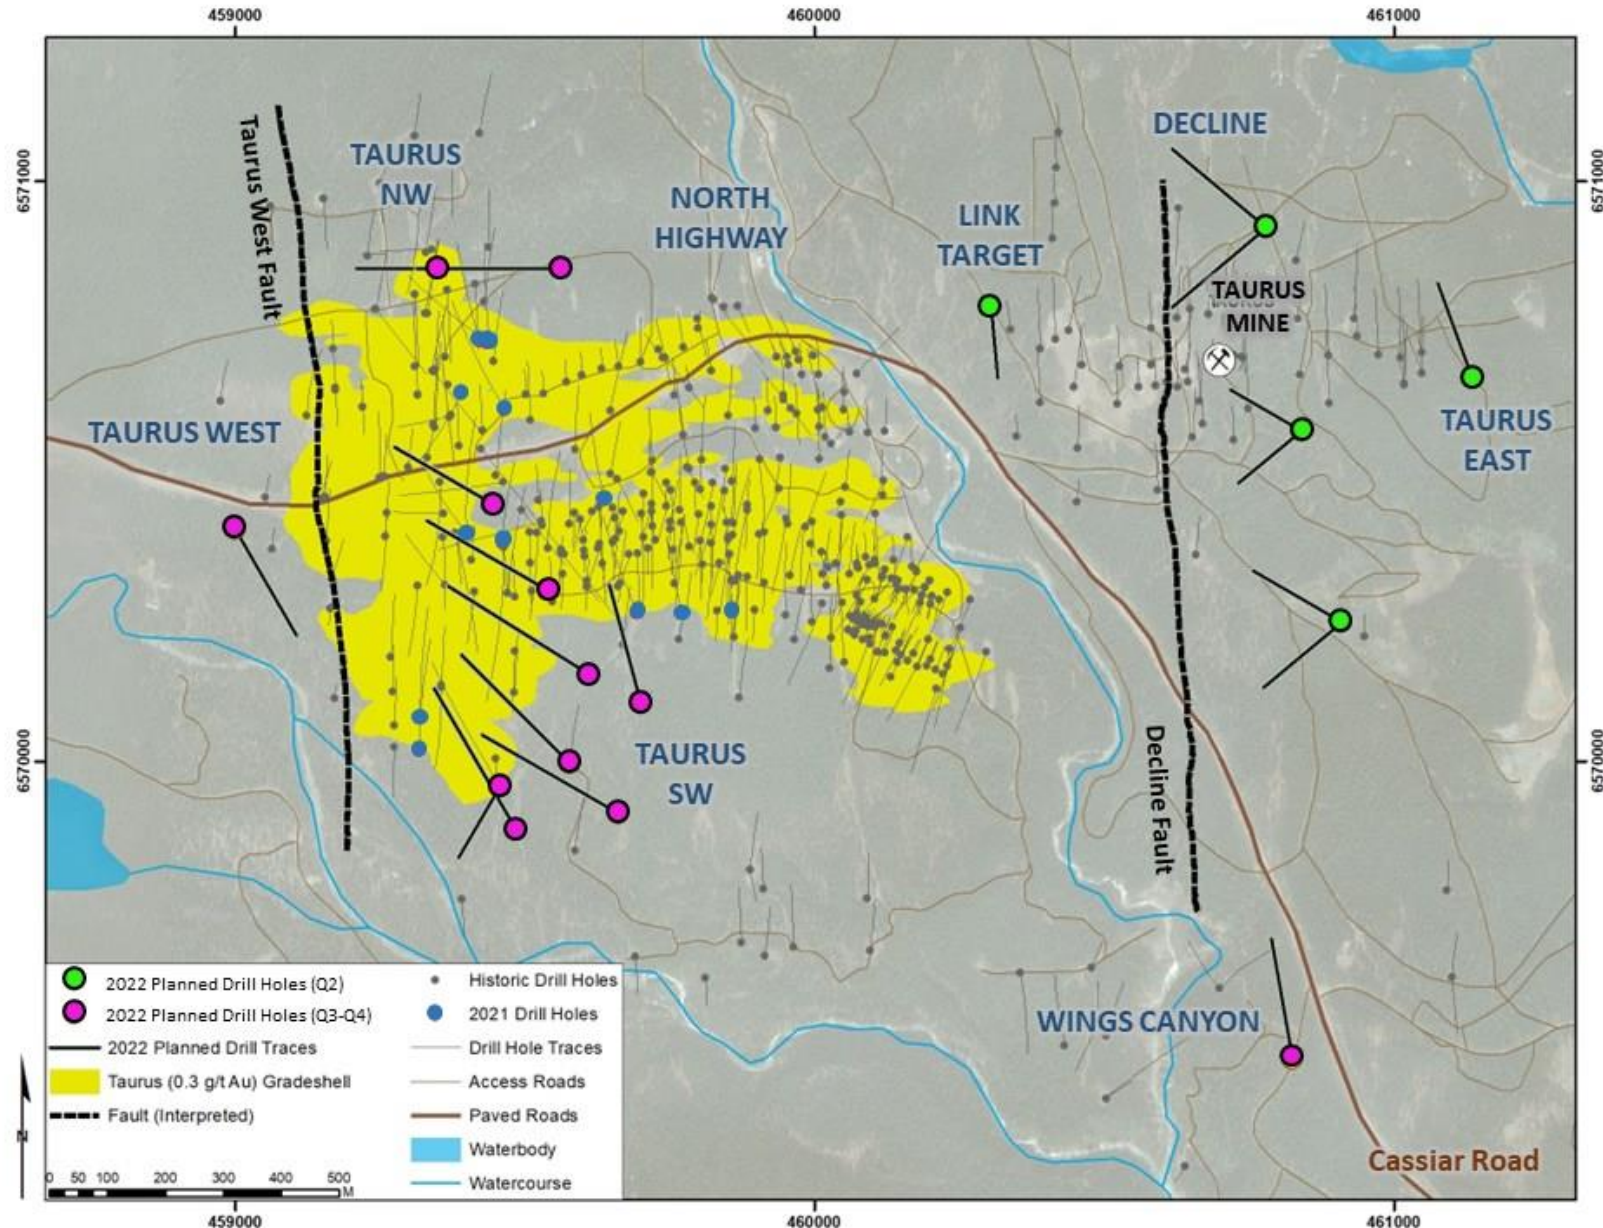 459000
460000
461000
6571000
6571000
6570000
6570000
Taurus West Fault
TAURUS
NW
NORTH
HIGHWAY
LINK
TARGET
DECLINE
TAURUS
MINE
TAURUS WEST
TAURUS
EAST
TAURUS
SW
Decline Fault
WINGS CANYON
Cassiar Road
2022 Planned Drill Holes (Q2)
2022 Planned Drill Holes (Q3-Q4)
2022 Planned Drill Traces
Taurus (0.3 g/t Au) Gradeshell
Fault (Interpreted)
Historic Drill Holes
2021 Drill Holes
Drill Hole Traces
Access Roads
Paved Roads
Waterbody
Watercourse
N
0 50 100 200 300 400 500
M
459000
460000
461000